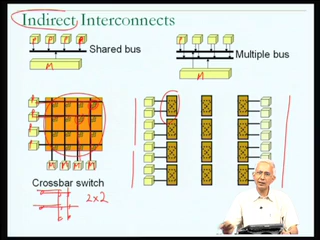 Indirect Interconnects
P P P P
Shared bus
M
P
Multiple bus
M
P
P
P
P
M M M M
Crossbar switch
2x2